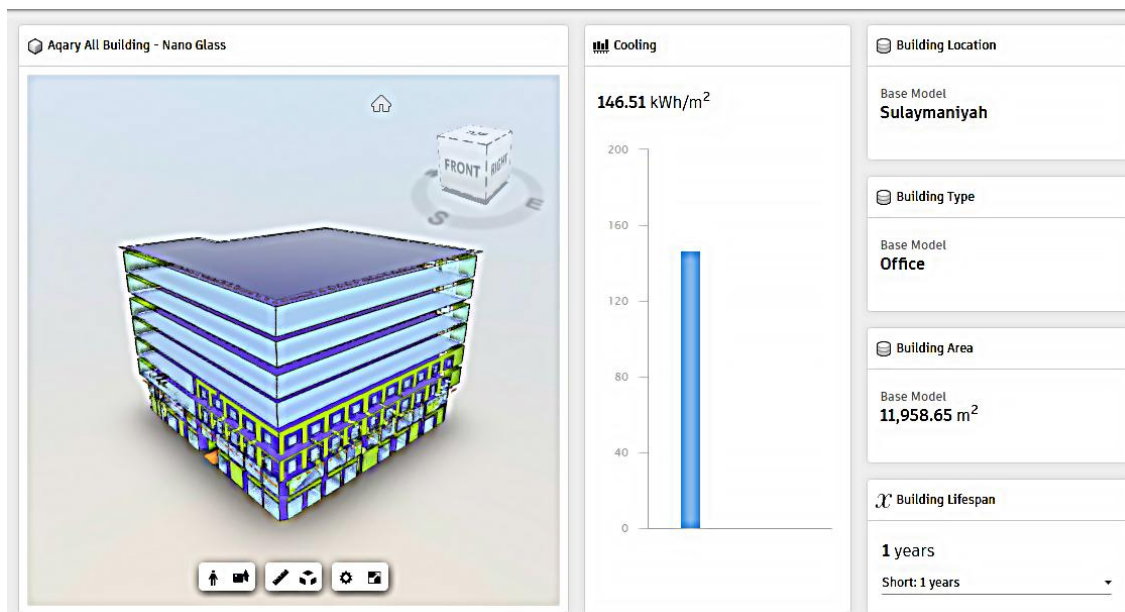 Aqary All Building - Nano Glass
FRONT
RIGHT
S
E
Cooling
146.51 kWh/m²
200
160
120
80
40
0
Building Location
Base Model
Sulaymaniyah
Building Type
Base Model
Office
Building Area
Base Model
11,958.65 m²
x Building Lifespan
1 years
Short: 1 years